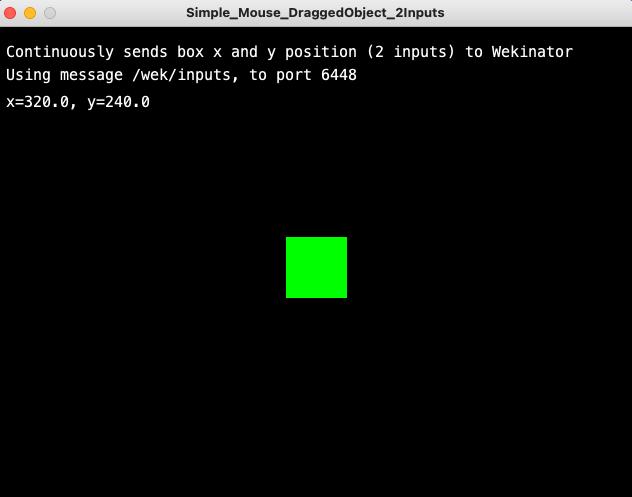 Simple_Mouse_DraggedObject_2Inputs
Continuously sends box x and y position (2 inputs) to Wekinator
Using message /wek/inputs, to port 6448
x=320.0, y=240.0